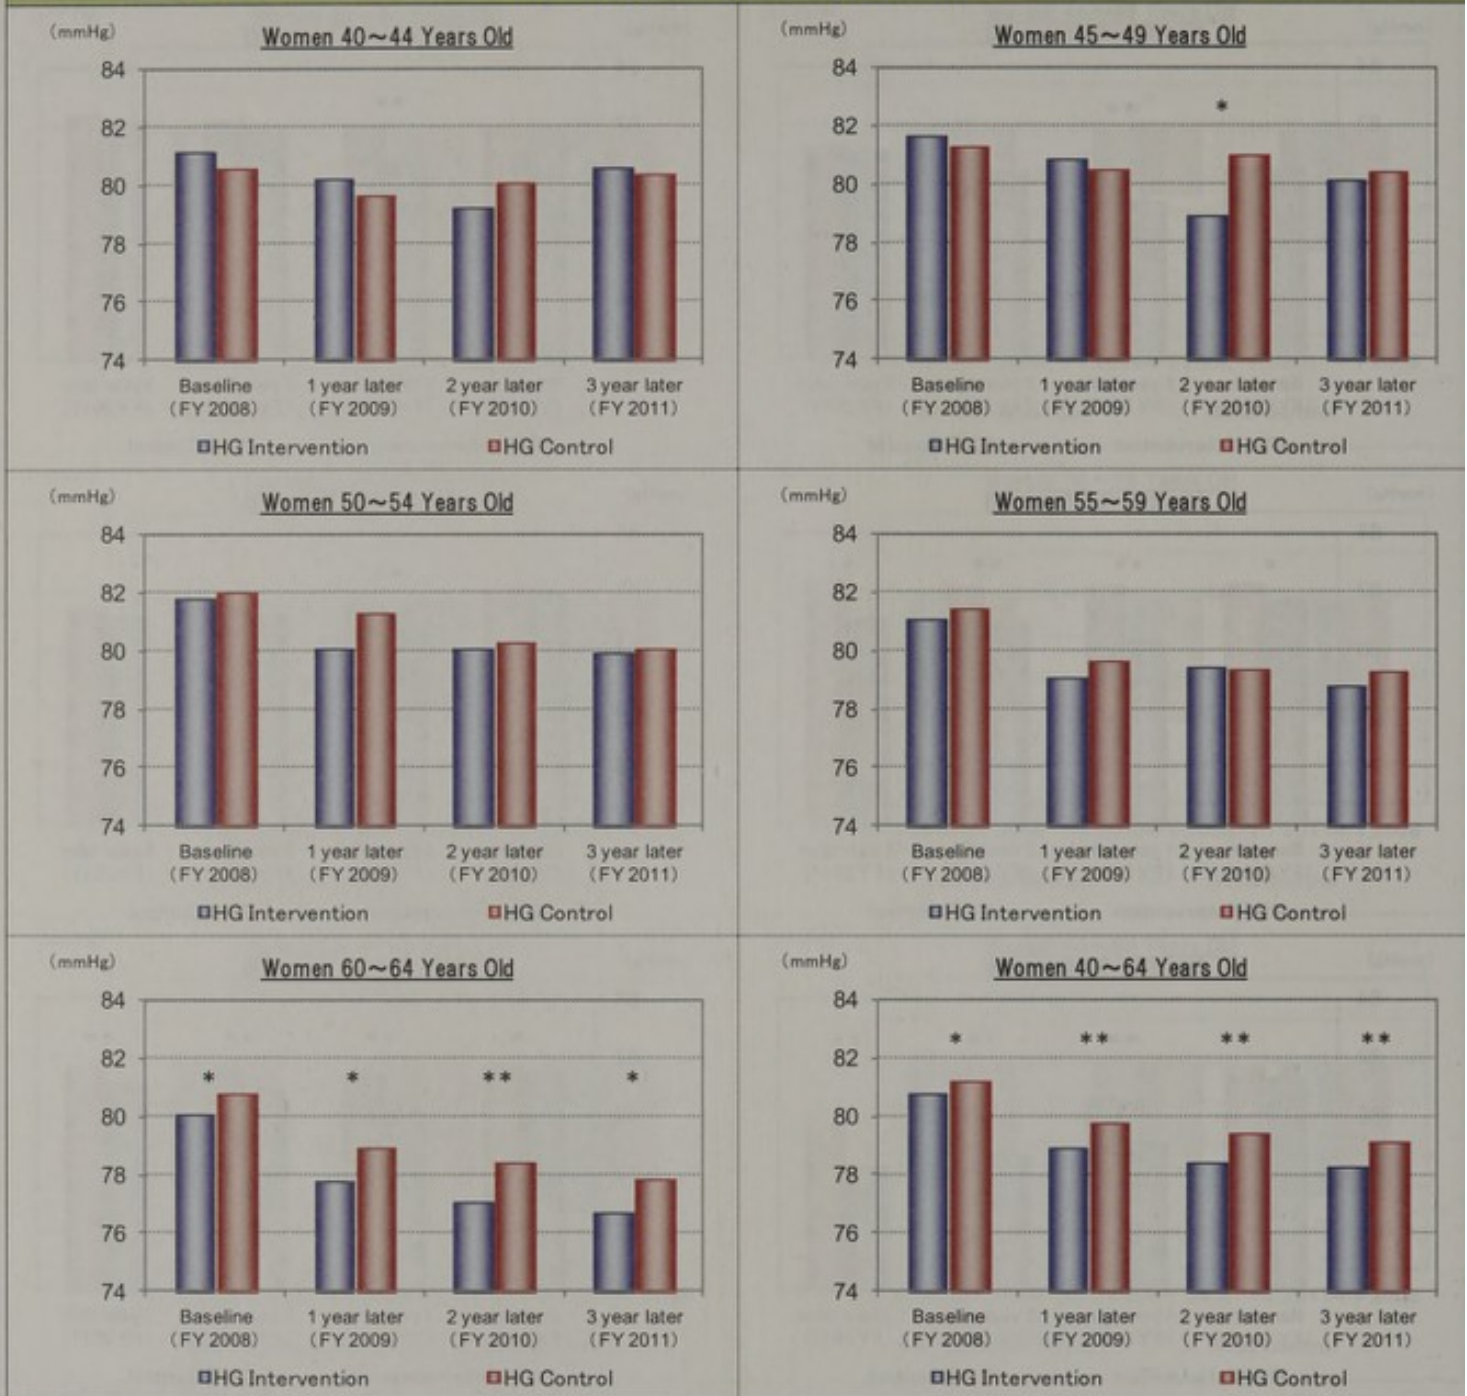 (mmHg)
Women 40~44 Years Old
84
82
80
78
76
74
Baseline 1 year later 2 year later 3 year later
(FY 2008) (FY 2009) (FY 2010) (FY 2011)
HG Intervention HG Control
(mmHg)
Women 45~49 Years Old
84
*
82
80
78
76
74
Baseline 1 year later 2 year later 3 year later
(FY 2008) (FY 2009) (FY 2010) (FY 2011)
HG Intervention HG Control
(mmHg)
Women 50~54 Years Old
84
82
80
78
76
74
Baseline 1 year later 2 year later 3 year later
(FY 2008) (FY 2009) (FY 2010) (FY 2011)
HG Intervention HG Control
(mmHg)
Women 55~59 Years Old
84
82
80
78
76
74
Baseline 1 year later 2 year later 3 year later
(FY 2008) (FY 2009) (FY 2010) (FY 2011)
HG Intervention HG Control
(mmHg)
Women 60~64 Years Old
84
82
* * ** *
80
78
76
74
Baseline 1 year later 2 year later 3 year later
(FY 2008) (FY 2009) (FY 2010) (FY 2011)
HG Intervention HG Control
(mmHg)
Women 40~64 Years Old
84
* ** ** **
82
80
78
76
74
Baseline 1 year later 2 year later 3 year later
(FY 2008) (FY 2009) (FY 2010) (FY 2011)
HG Intervention HG Control